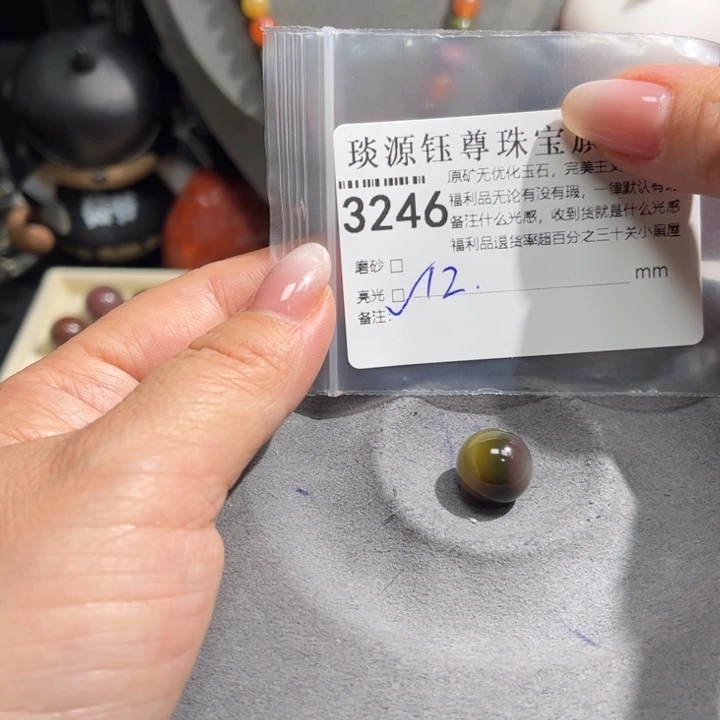 琰源钰尊珠宝旗
原矿无优化玉石，完美主义
福利品无论有没有瑕，一律默认有瑕
3246
备注什么光感，收到货就是什么光感
福利品退货率超百分之三十关小黑屋
磨砂 □
亮光 □ ✓12. mm
备注: